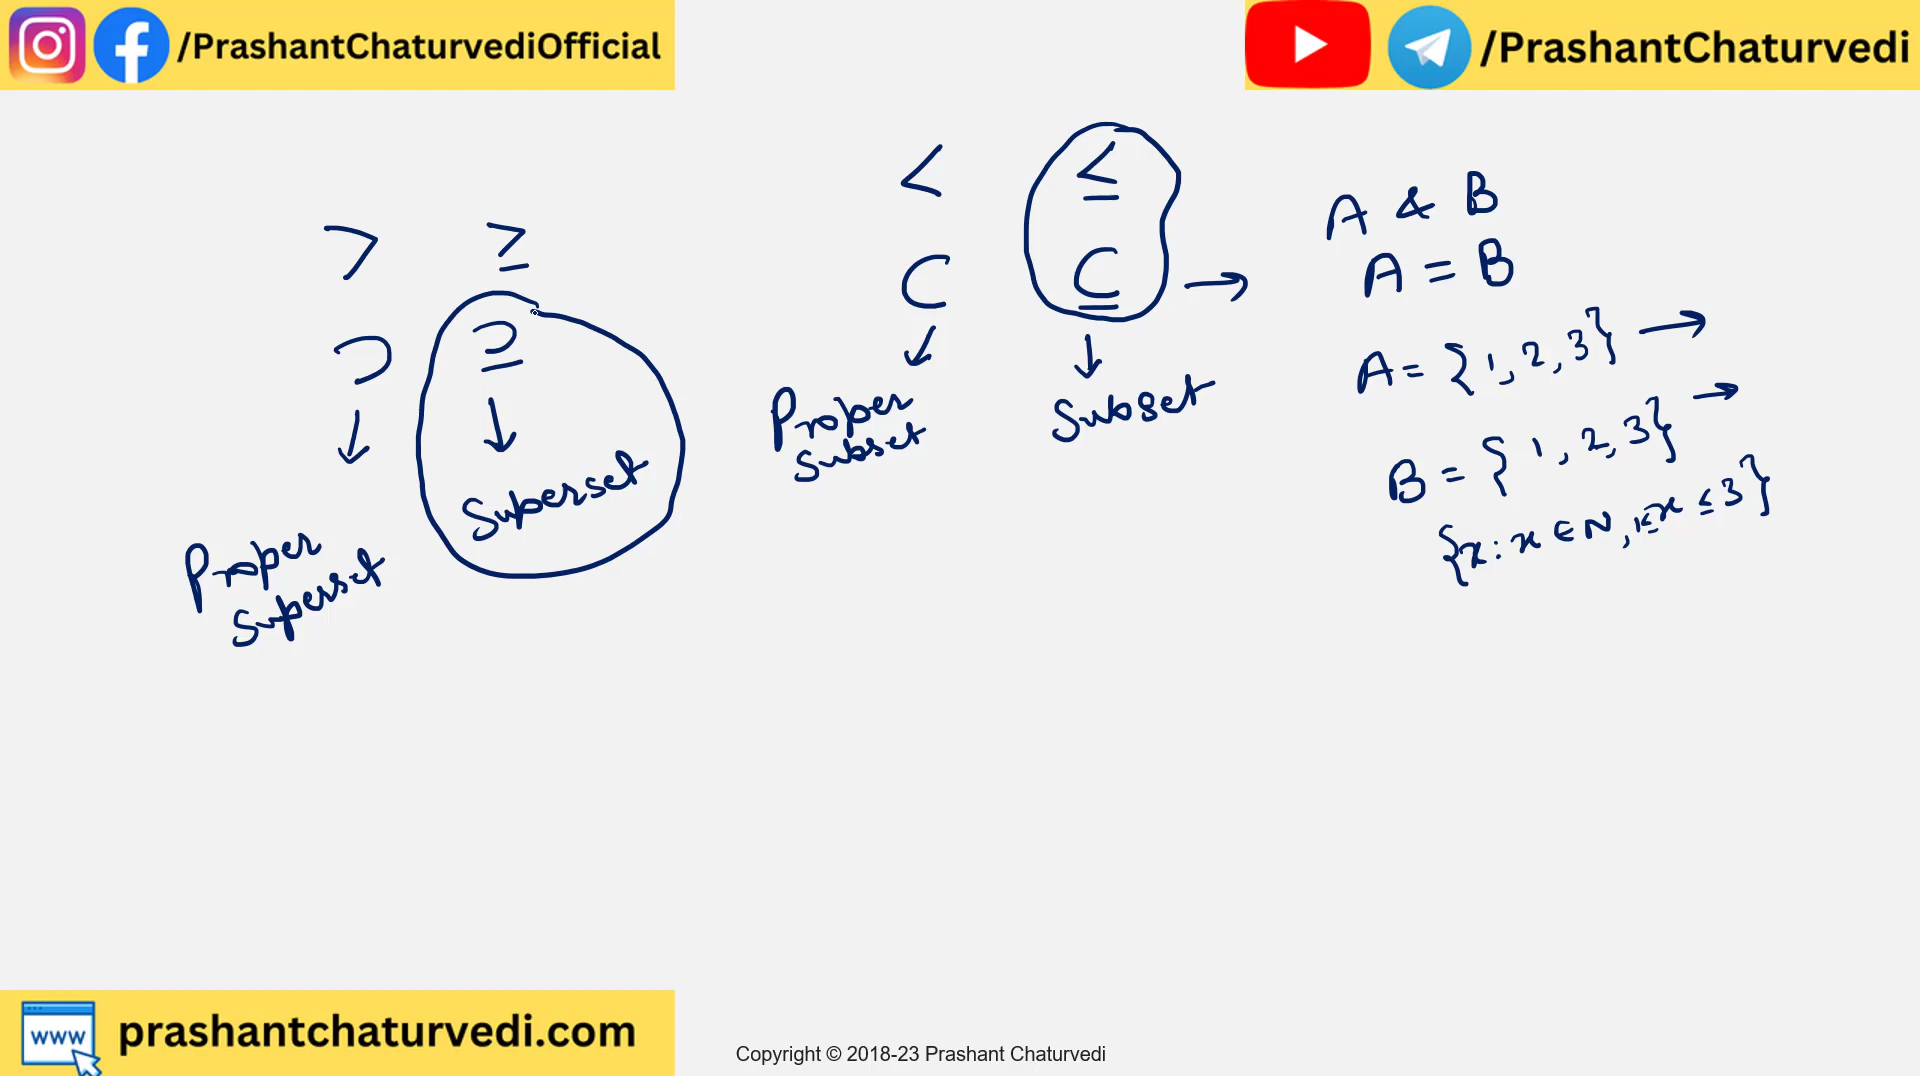 /PrashantChaturvediOfficial
/PrashantChaturvedi
< ≤
> ≥
⊂ ⊆
⊃ ⊇
Proper
Superset
Superset
Proper
Subset
Subset
A & B
A = B
A = {1, 2, 3}
B = {1, 2, 3}
{x : x ∈ N, 1 ≤ x ≤ 3}
www
prashantchaturvedi.com
Copyright © 2018-23 Prashant Chaturvedi